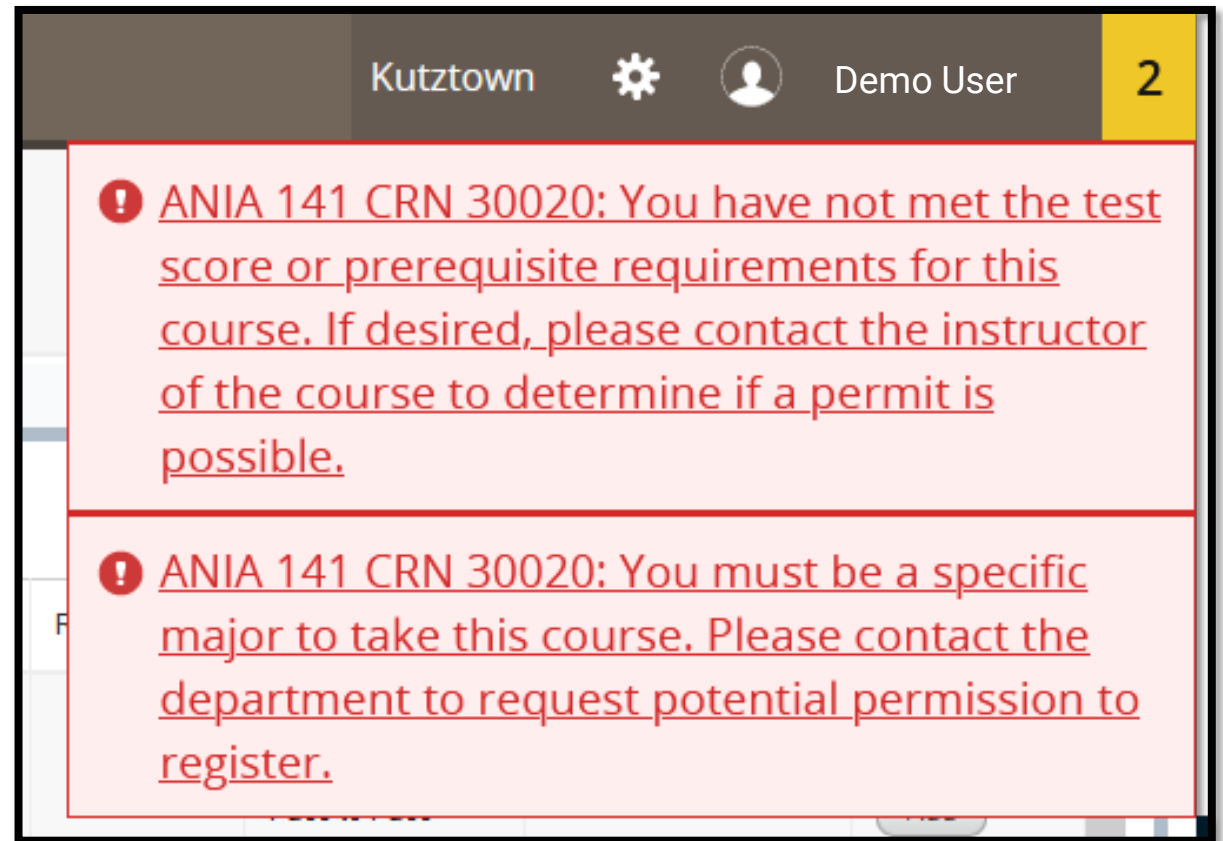 Kutztown Demo User 2
ANIA 141 CRN 30020: You have not met the test
score or prerequisite requirements for this
course. If desired, please contact the instructor
of the course to determine if a permit is
possible.
ANIA 141 CRN 30020: You must be a specific
major to take this course. Please contact the
department to request potential permission to
register.